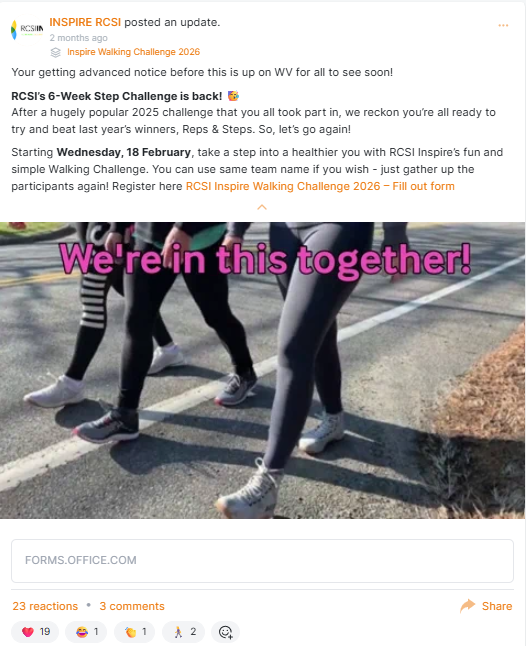 RCSI IN
INSPIRE RCSI posted an update.
2 months ago
Inspire Walking Challenge 2026
Your getting advanced notice before this is up on WV for all to see soon!
RCSI's 6-Week Step Challenge is back!
After a hugely popular 2025 challenge that you all took part in, we reckon you're all ready to
try and beat last year's winners, Reps & Steps. So, let's go again!
Starting Wednesday, 18 February, take a step into a healthier you with RCSI Inspire's fun and
simple Walking Challenge. You can use same team name if you wish - just gather up the
participants again! Register here RCSI Inspire Walking Challenge 2026 – Fill out form
We're in this together!
FORMS.OFFICE.COM
23 reactions • 3 comments
Share
19 1 1 2